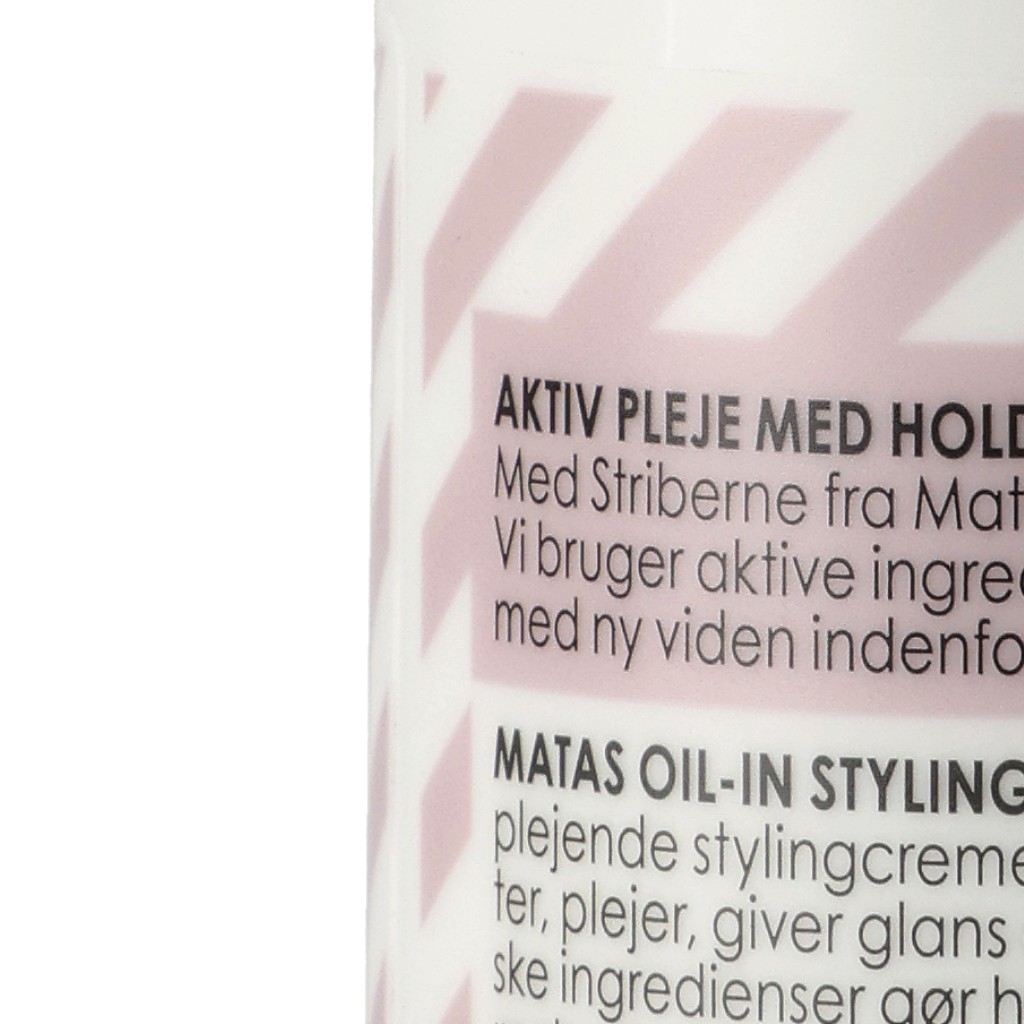 AKTIV PLEJE MED HOLD
Med Striberne fra Mat
Vi bruger aktive ingred
med ny viden indenfo
MATAS OIL-IN STYLING
plejende stylingcreme
ter, plejer, giver glans
ske ingredienser gør h